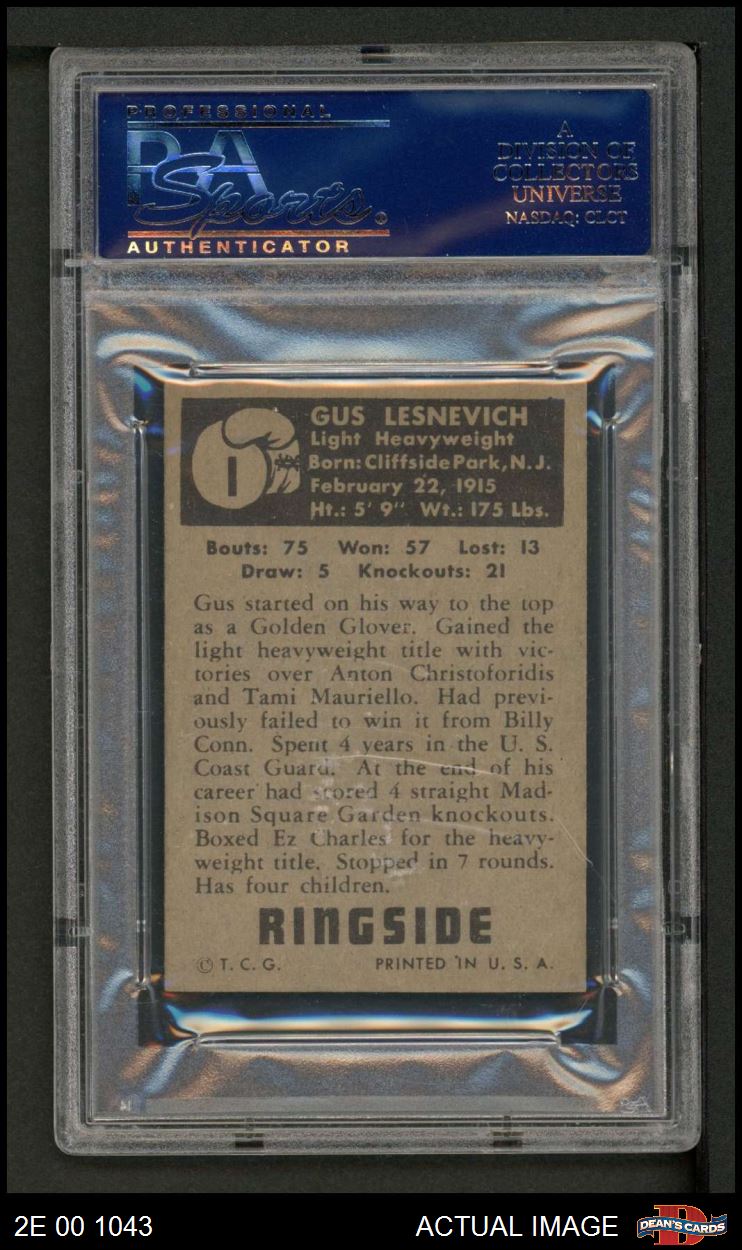 PROFESSIONAL
PSA
Sports®
AUTHENTICATOR
A
DIVISION OF
COLLECTORS
UNIVERSE
NASDAQ: CLCT
1
GUS LESNEVICH
Light Heavyweight
Born: Cliffside Park, N. J.
February 22, 1915
Ht.: 5' 9" Wt.: 175 Lbs.
Bouts: 75 Won: 57 Lost: 13
Draw: 5 Knockouts: 21
Gus started on his way to the top
as a Golden Glover. Gained the
light heavyweight title with vic-
tories over Anton Christoforidis
and Tami Mauriello. Had previ-
ously failed to win it from Billy
Conn. Spent 4 years in the U. S.
Coast Guard. At the end of his
career had scored 4 straight Mad-
ison Square Garden knockouts.
Boxed Ez Charles for the heavy-
weight title. Stopped in 7 rounds.
Has four children.
RINGSIDE
© T. C. G. PRINTED IN U. S. A.
2E 00 1043 ACTUAL IMAGE DEAN'S CARDS